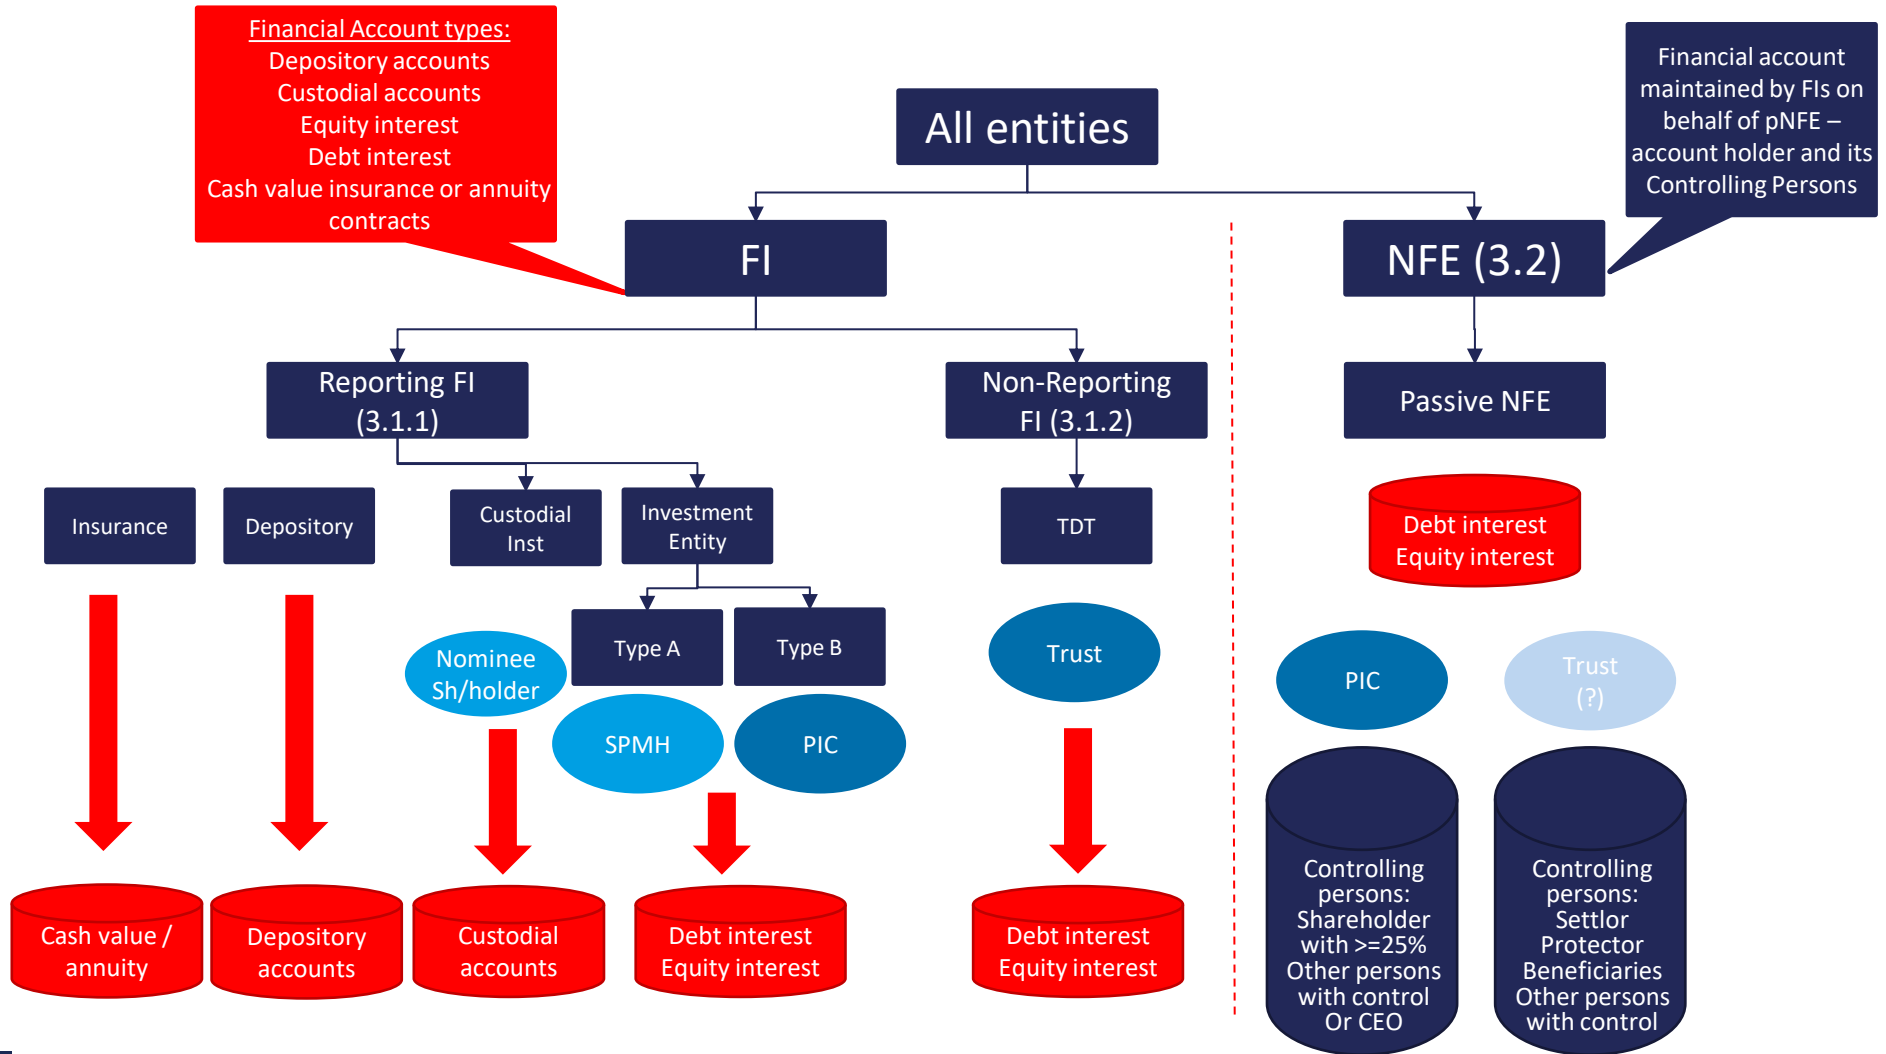 Financial Account types:
Depository accounts
Custodial accounts
Equity interest
Debt interest
Cash value insurance or annuity
contracts
All entities
Financial account
maintained by FIs on
behalf of pNFE –
account holder and its
Controlling Persons
FI
NFE (3.2)
Reporting FI
(3.1.1)
Non-Reporting
FI (3.1.2)
Passive NFE
Insurance
Depository
Custodial
Inst
Investment
Entity
TDT
Debt interest
Equity interest
Type A
Type B
Nominee
Sh/holder
Trust
PIC
Trust
(?)
SPMH
PIC
Cash value /
annuity
Depository
accounts
Custodial
accounts
Debt interest
Equity interest
Debt interest
Equity interest
Controlling
persons:
Shareholder
with >=25%
Other persons
with control
Or CEO
Controlling
persons:
Settlor
Protector
Beneficiaries
Other persons
with control